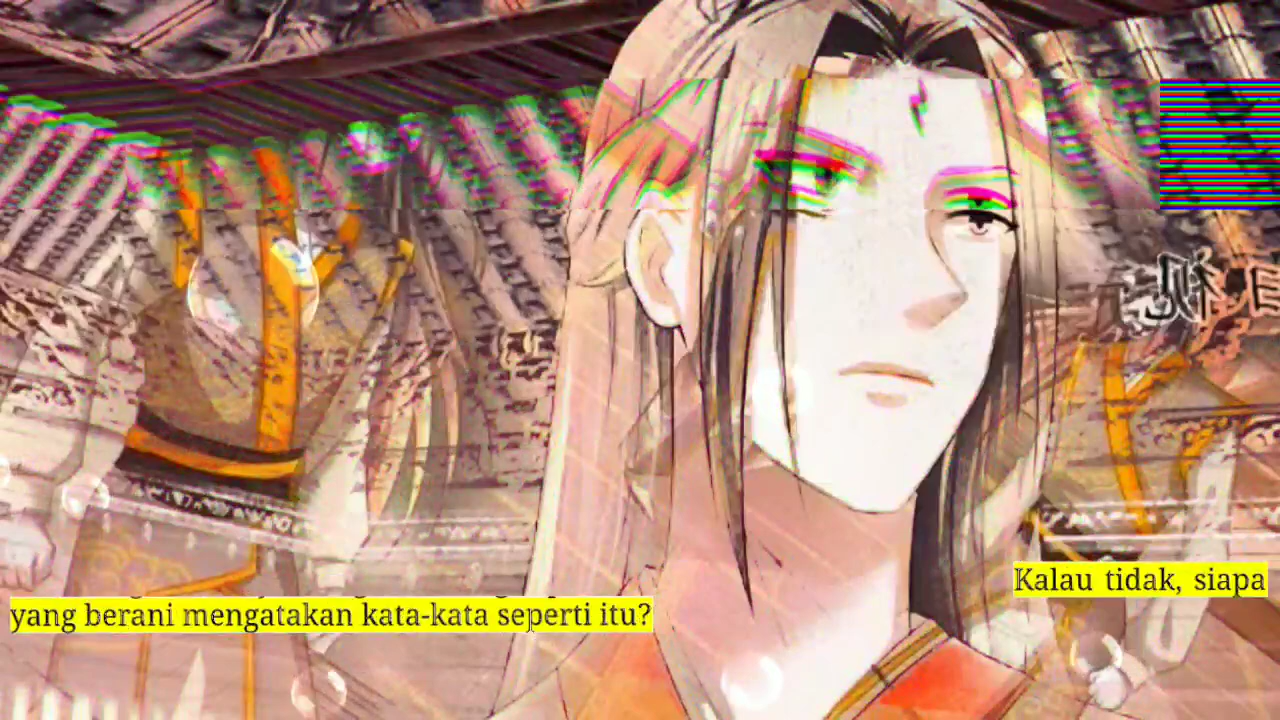 Kalau tidak, siapa
yang berani mengatakan kata-kata seperti itu?